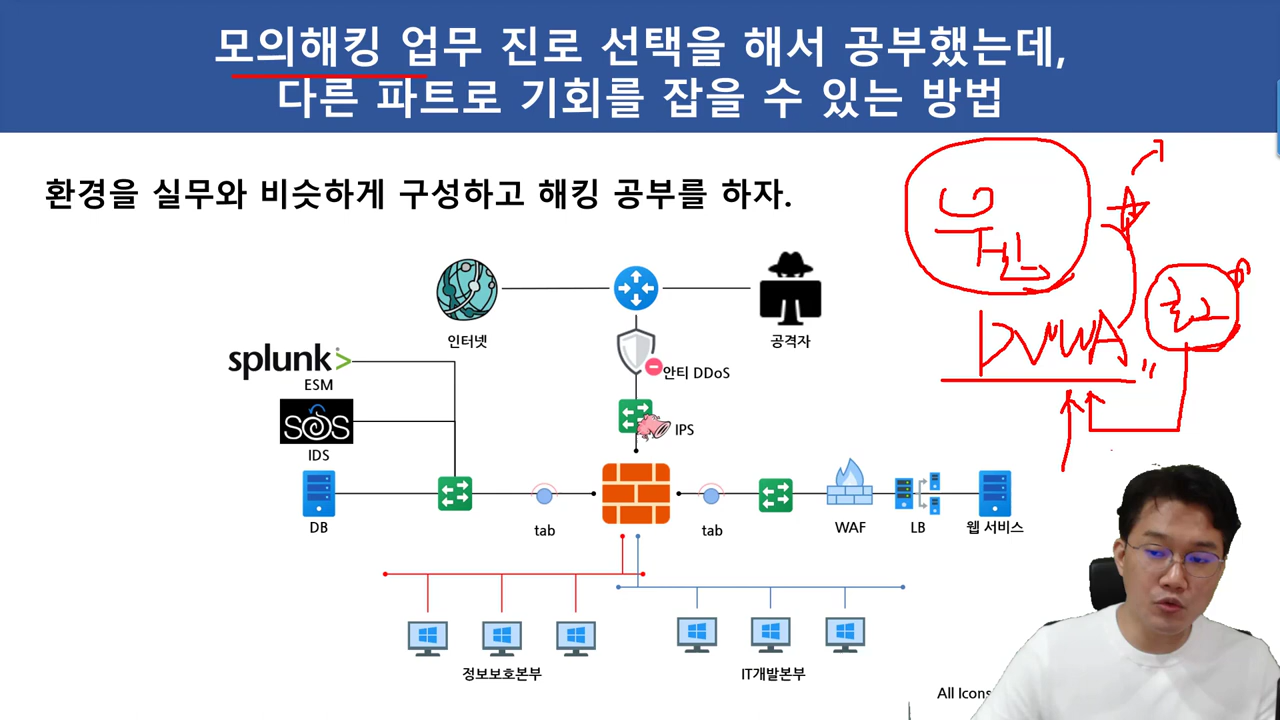 모의해킹 업무 진로 선택을 해서 공부했는데,
다른 파트로 기회를 잡을 수 있는 방법
환경을 실무와 비슷하게 구성하고 해킹 공부를 하자.
DVWA
인터넷
공격자
안티 DDoS
splunk>
ESM
IPS
SOS
IDS
DB
tab
tab
WAF
LB
웹 서비스
정보보호본부
IT개발본부
All Icons